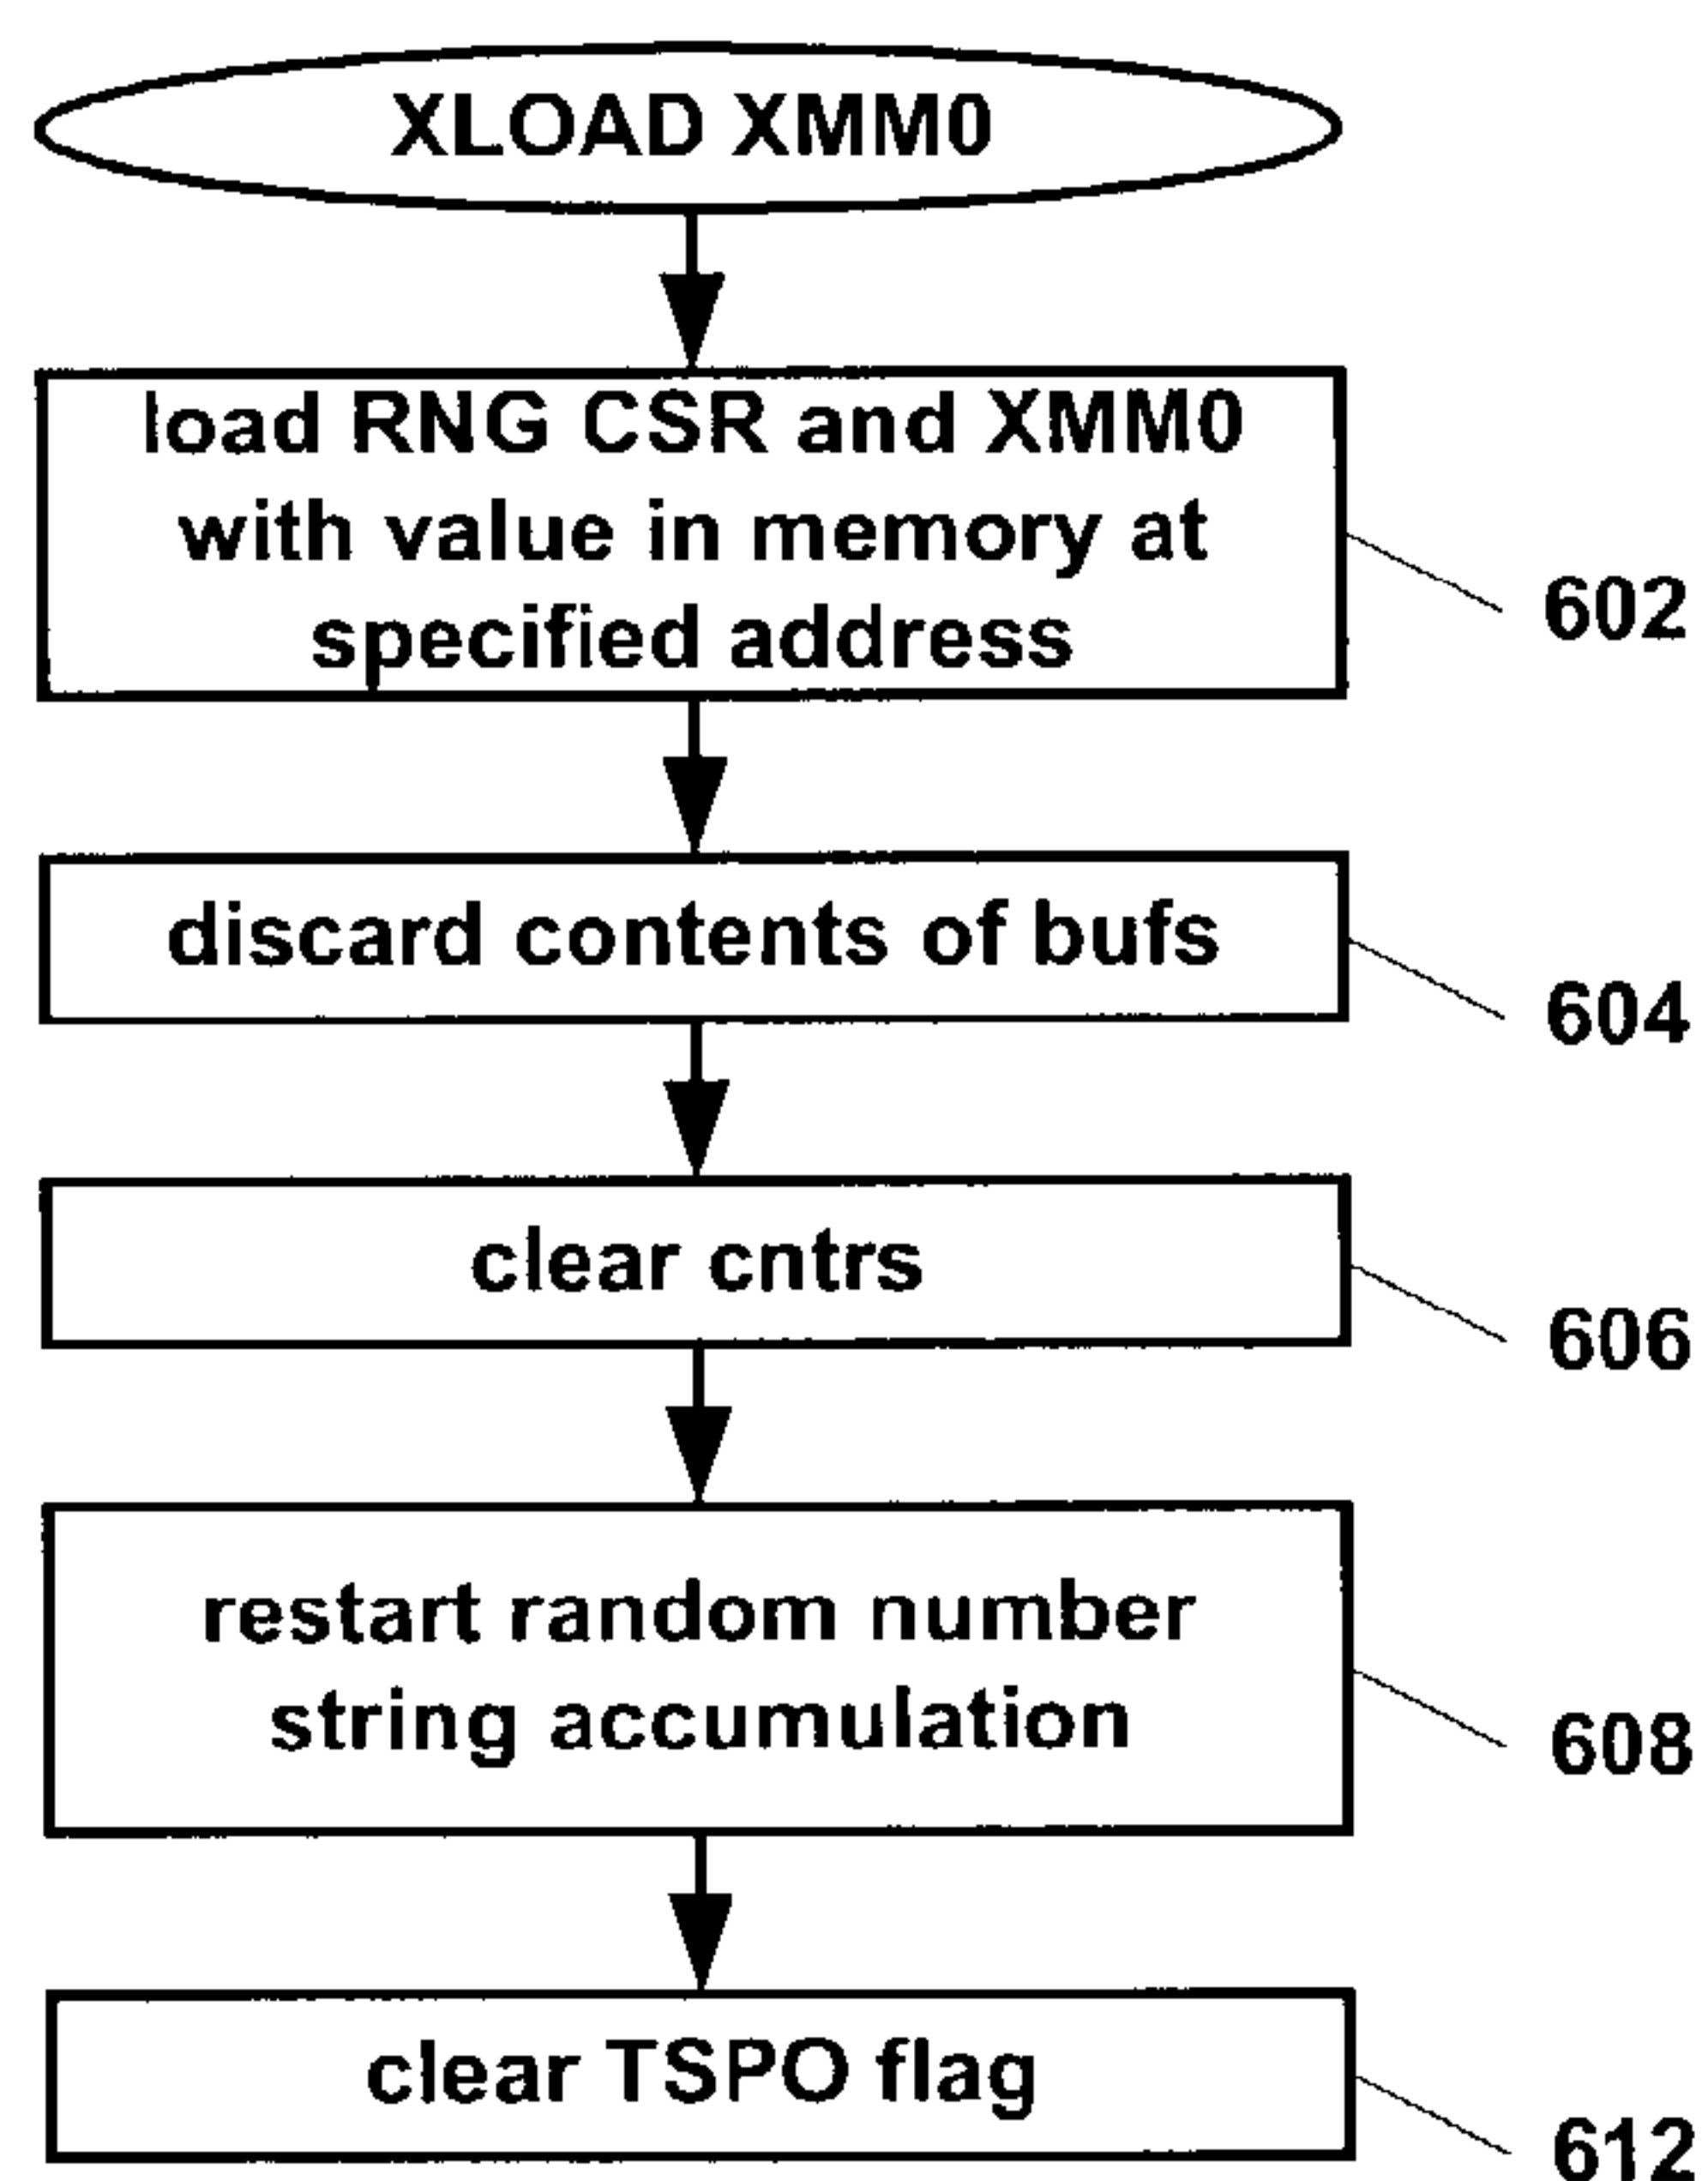 XLOAD XMM0
load RNG CSR and XMM0
with value in memory at
specified address
602
discard contents of bufs
604
clear cntrs
606
restart random number
string accumulation
608
clear TSPO flag
612